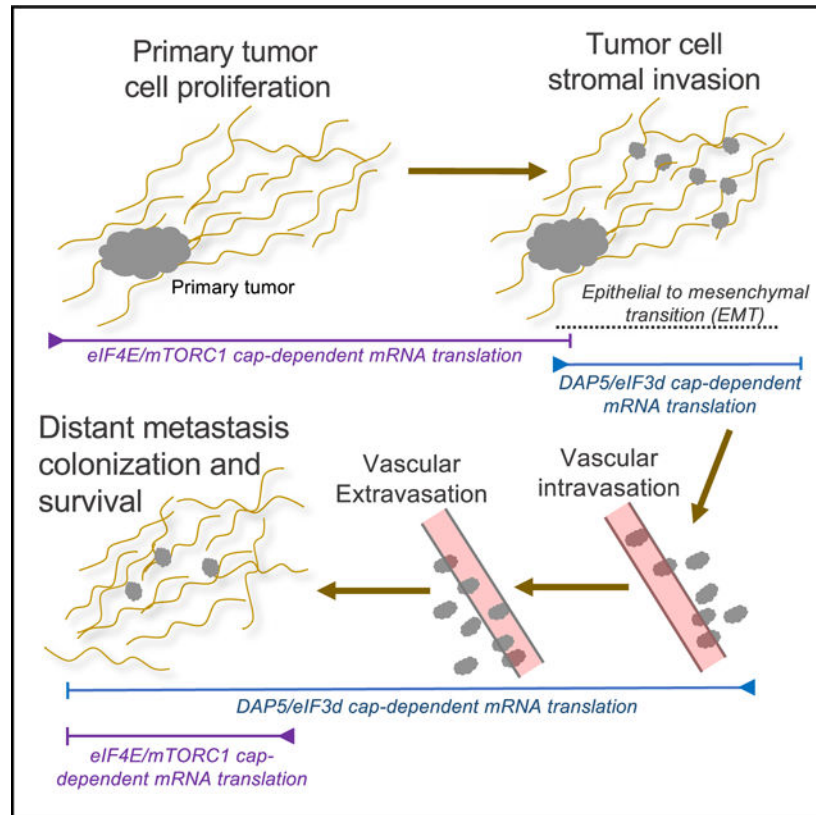 Primary tumor
cell proliferation
Tumor cell
stromal invasion
Primary tumor
Epithelial to mesenchymal
transition (EMT)
eIF4E/mTORC1 cap-dependent mRNA translation
DAP5/eIF3d cap-dependent
mRNA translation
Distant metastasis
colonization and
survival
Vascular
Extravasation
Vascular
intravasation
DAP5/eIF3d cap-dependent mRNA translation
eIF4E/mTORC1 cap-
dependent mRNA translation